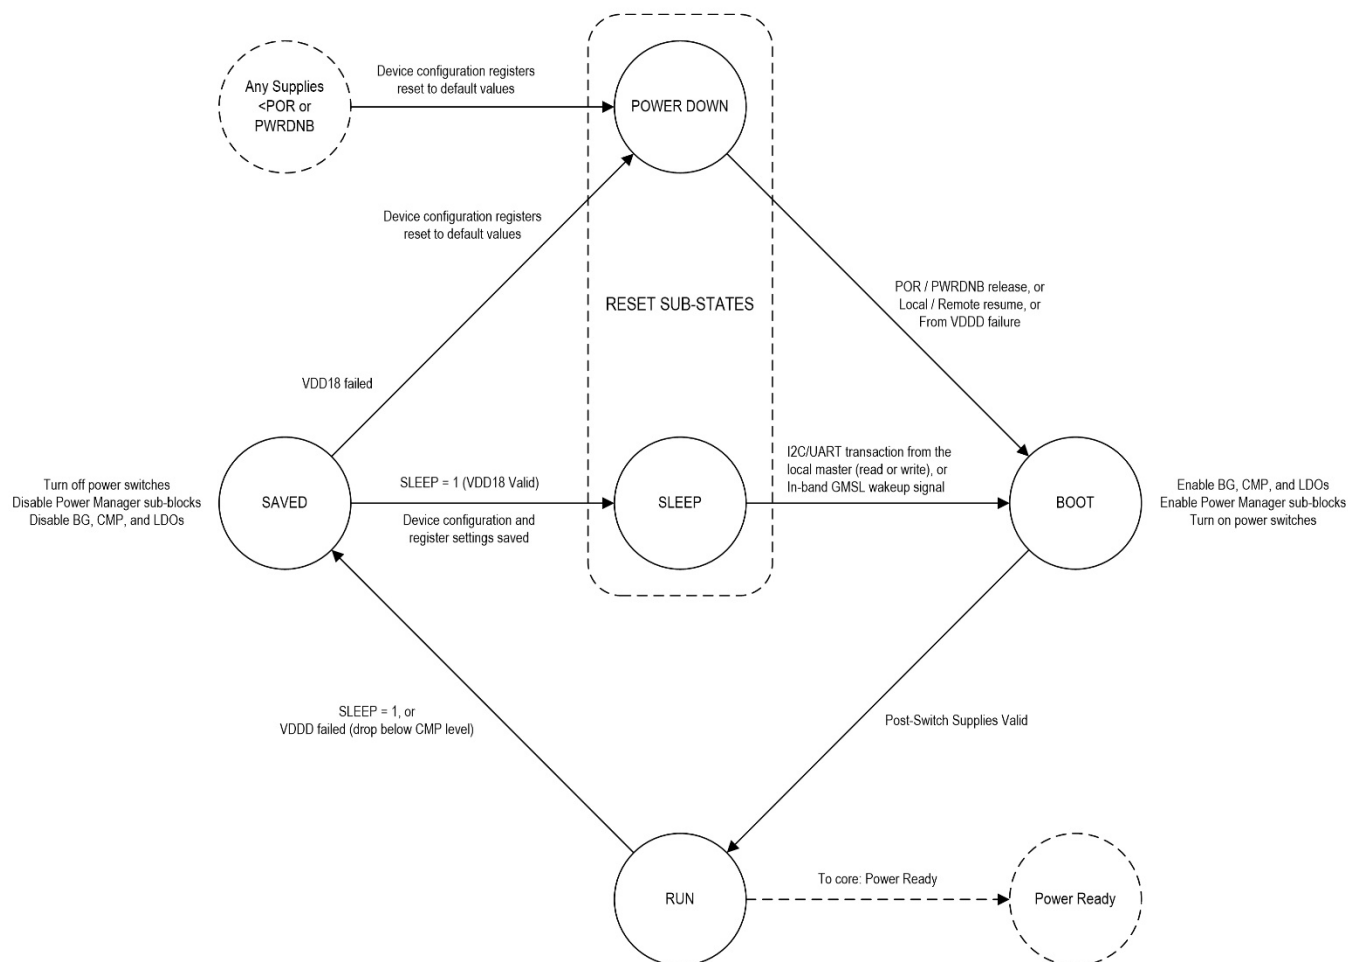 Any Supplies
<POR or
PWRDNB
Device configuration registers
reset to default values
POWER DOWN
Device configuration registers
reset to default values
POR / PWRDNB release, or
Local / Remote resume, or
From VDDD failure
RESET SUB-STATES
VDD18 failed
Turn off power switches
Disable Power Manager sub-blocks
Disable BG, CMP, and LDOs
SAVED
SLEEP = 1 (VDD18 Valid)
Device configuration and
register settings saved
SLEEP
I2C/UART transaction from the
local master (read or write), or
In-band GMSL wakeup signal
BOOT
Enable BG, CMP, and LDOs
Enable Power Manager sub-blocks
Turn on power switches
SLEEP = 1, or
VDDD failed (drop below CMP level)
Post-Switch Supplies Valid
RUN
To core: Power Ready
Power Ready